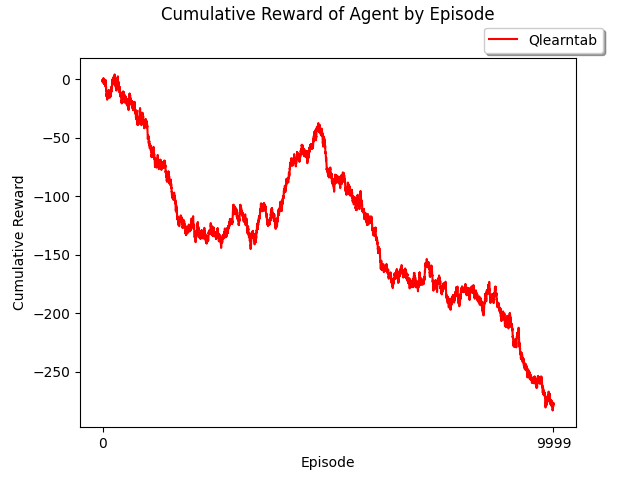 Cumulative Reward of Agent by Episode
Qlearntab
0
−50
−100
−150
−200
−250
Cumulative Reward
0 9999
Episode